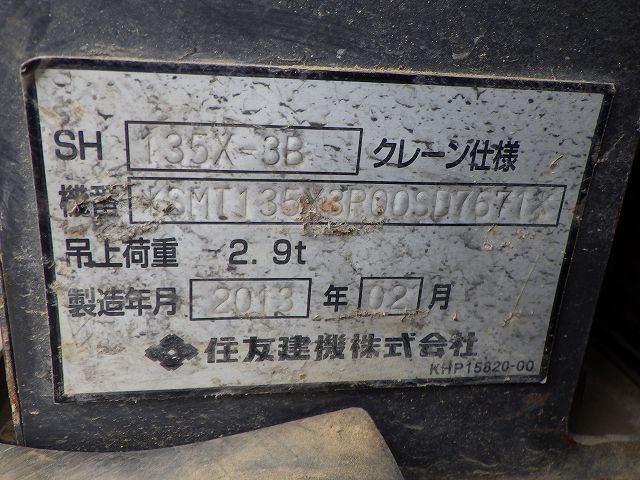 SH 135X-3B クレーン仕様
機番
吊上荷重 2.9t
製造年月 2013 年 02 月
住友建機株式会社
KHP15820-00